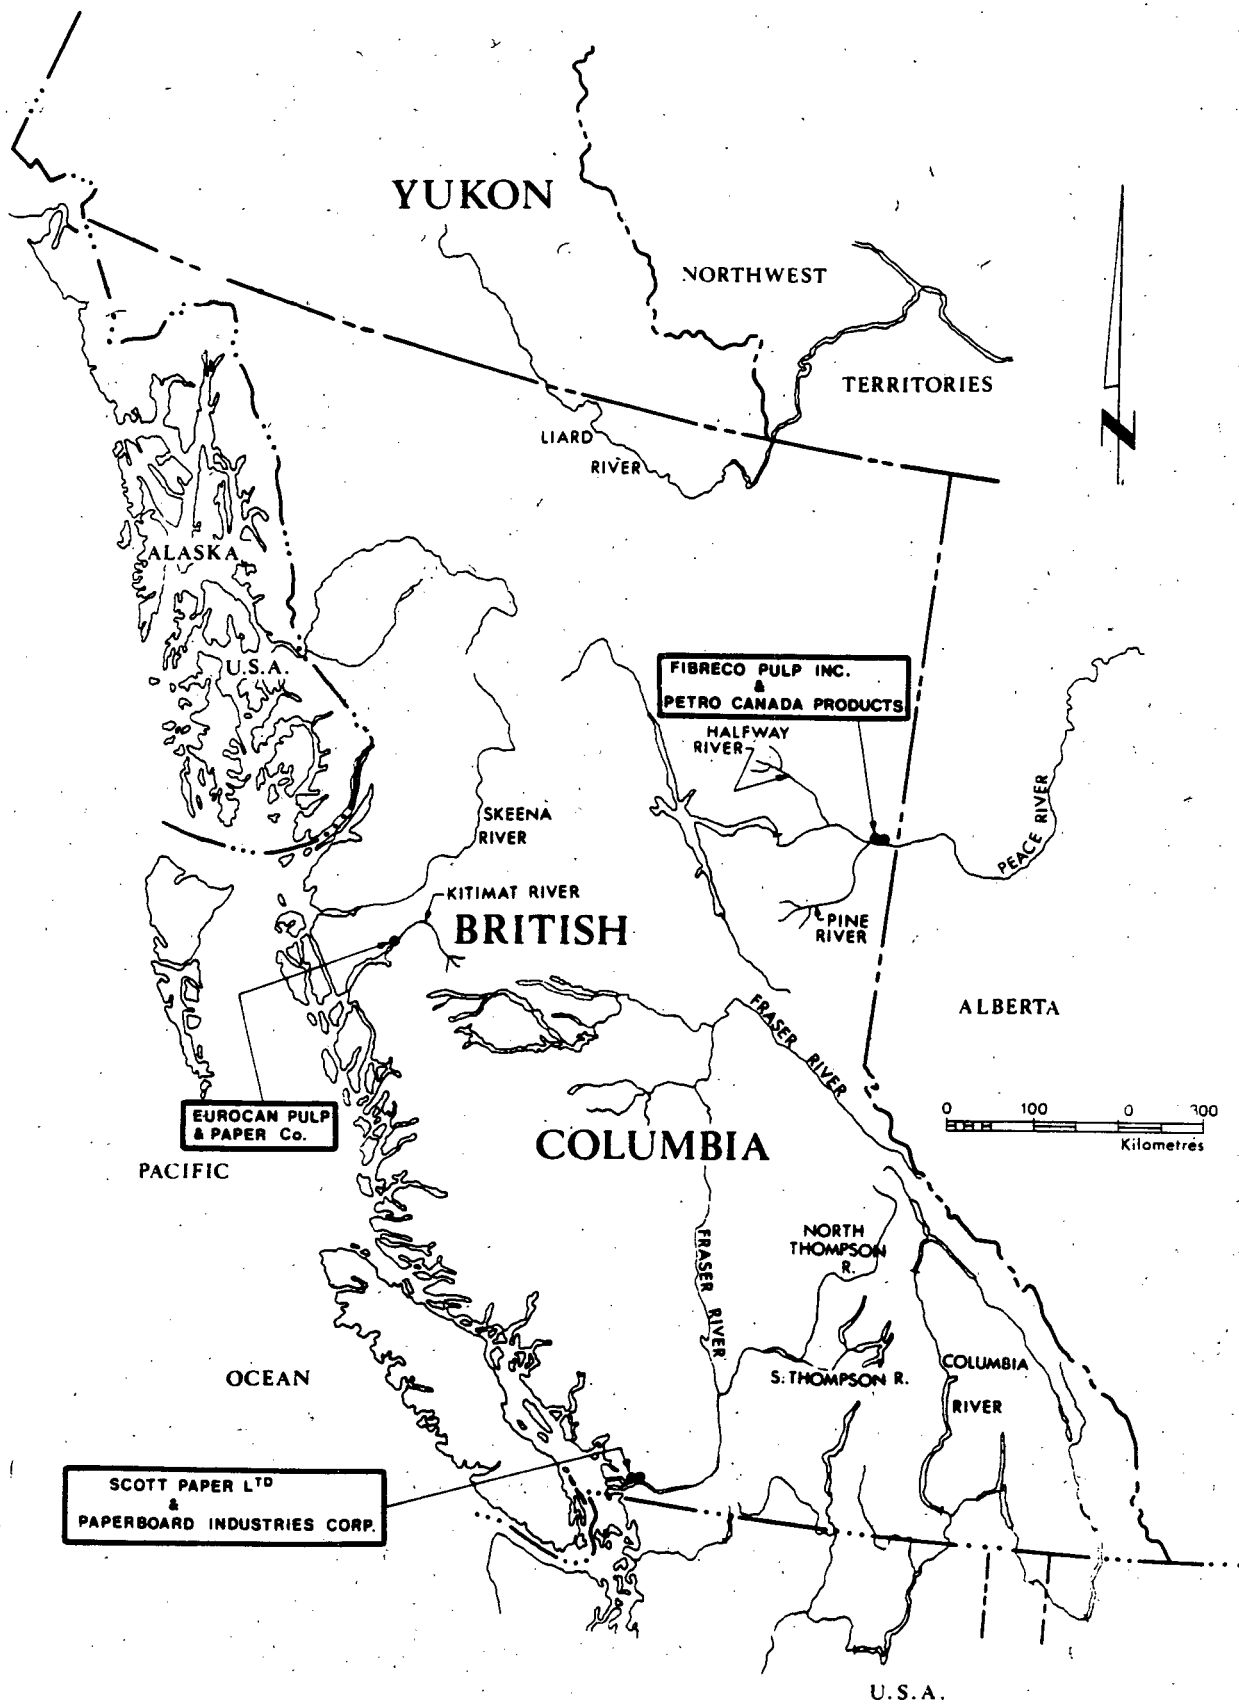 YUKON
NORTHWEST
TERRITORIES
LIARD
RIVER
N
ALASKA
U.S.A.
FIBRECO PULP INC.
&
PETRO CANADA PRODUCTS
HALFWAY
RIVER
SKEENA
RIVER
PEACE RIVER
KITIMAT RIVER
BRITISH
PINE
RIVER
FRASER RIVER
ALBERTA
EUROCAN PULP
& PAPER Co.
0 100 0 300
Kilometres
COLUMBIA
PACIFIC
NORTH
THOMPSON
R.
FRASER RIVER
OCEAN
S. THOMPSON R.
COLUMBIA
RIVER
SCOTT PAPER LTD
&
PAPERBOARD INDUSTRIES CORP.
U.S.A.